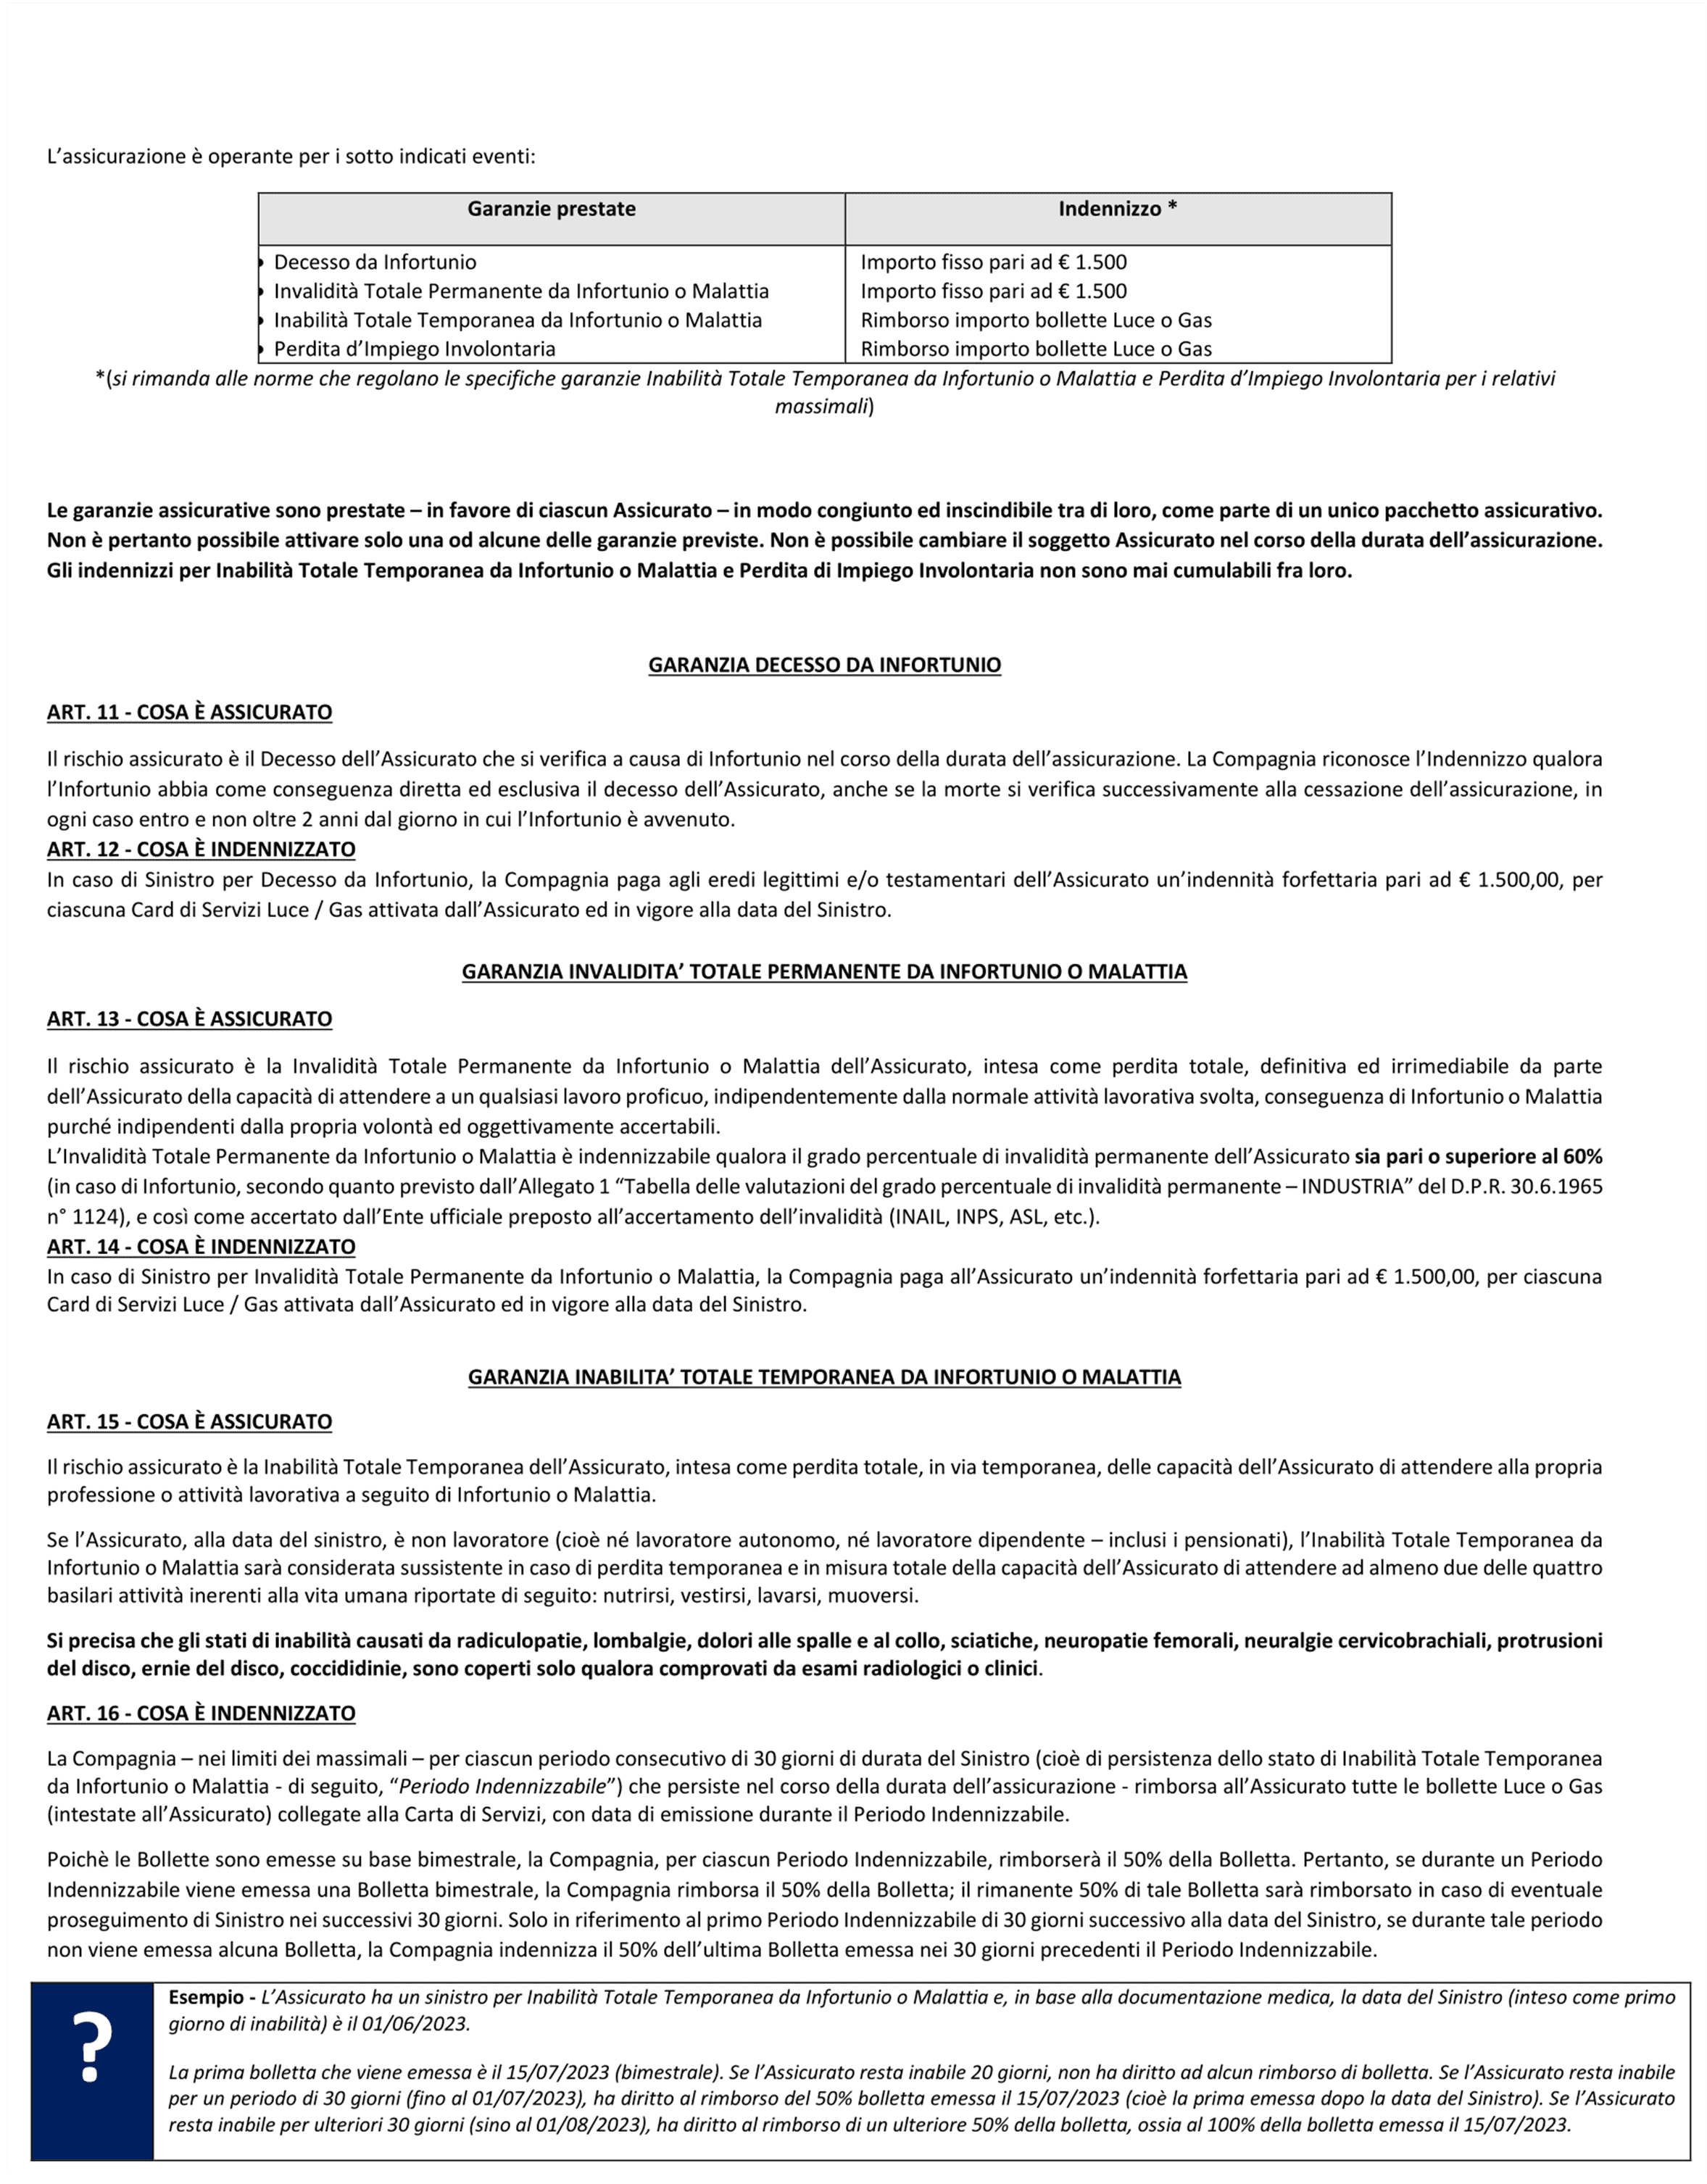 L’assicurazione è operante per i sotto indicati eventi:
Garanzie prestate
Indennizzo *
• Decesso da Infortunio
Importo fisso pari ad € 1.500
• Invalidità Totale Permanente da Infortunio o Malattia
Importo fisso pari ad € 1.500
• Inabilità Totale Temporanea da Infortunio o Malattia
Rimborso importo bollette Luce o Gas
• Perdita d’Impiego Involontaria
Rimborso importo bollette Luce o Gas
*(si rimanda alle norme che regolano le specifiche garanzie Inabilità Totale Temporanea da Infortunio o Malattia e Perdita d’Impiego Involontaria per i relativi
massimali)
Le garanzie assicurative sono prestate – in favore di ciascun Assicurato – in modo congiunto ed inscindibile tra di loro, come parte di un unico pacchetto assicurativo.
Non è pertanto possibile attivare solo una od alcune delle garanzie previste. Non è possibile cambiare il soggetto Assicurato nel corso della durata dell’assicurazione.
Gli indennizzi per Inabilità Totale Temporanea da Infortunio o Malattia e Perdita di Impiego Involontaria non sono mai cumulabili fra loro.
GARANZIA DECESSO DA INFORTUNIO
ART. 11 - COSA È ASSICURATO
Il rischio assicurato è il Decesso dell’Assicurato che si verifica a causa di Infortunio nel corso della durata dell’assicurazione. La Compagnia riconosce l’Indennizzo qualora
l’Infortunio abbia come conseguenza diretta ed esclusiva il decesso dell’Assicurato, anche se la morte si verifica successivamente alla cessazione dell’assicurazione, in
ogni caso entro e non oltre 2 anni dal giorno in cui l’Infortunio è avvenuto.
ART. 12 - COSA È INDENNIZZATO
In caso di Sinistro per Decesso da Infortunio, la Compagnia paga agli eredi legittimi e/o testamentari dell’Assicurato un’indennità forfettaria pari ad € 1.500,00, per
ciascuna Card di Servizi Luce / Gas attivata dall’Assicurato ed in vigore alla data del Sinistro.
GARANZIA INVALIDITA’ TOTALE PERMANENTE DA INFORTUNIO O MALATTIA
ART. 13 - COSA È ASSICURATO
Il rischio assicurato è la Invalidità Totale Permanente da Infortunio o Malattia dell’Assicurato, intesa come perdita totale, definitiva ed irrimediabile da parte
dell’Assicurato della capacità di attendere a un qualsiasi lavoro proficuo, indipendentemente dalla normale attività lavorativa svolta, conseguenza di Infortunio o Malattia
purché indipendenti dalla propria volontà ed oggettivamente accertabili.
L’Invalidità Totale Permanente da Infortunio o Malattia è indennizzabile qualora il grado percentuale di invalidità permanente dell’Assicurato sia pari o superiore al 60%
(in caso di Infortunio, secondo quanto previsto dall’Allegato 1 “Tabella delle valutazioni del grado percentuale di invalidità permanente – INDUSTRIA” del D.P.R. 30.6.1965
n° 1124), e così come accertato dall’Ente ufficiale preposto all’accertamento dell’invalidità (INAIL, INPS, ASL, etc.).
ART. 14 - COSA È INDENNIZZATO
In caso di Sinistro per Invalidità Totale Permanente da Infortunio o Malattia, la Compagnia paga all’Assicurato un’indennità forfettaria pari ad € 1.500,00, per ciascuna
Card di Servizi Luce / Gas attivata dall’Assicurato ed in vigore alla data del Sinistro.
GARANZIA INABILITA’ TOTALE TEMPORANEA DA INFORTUNIO O MALATTIA
ART. 15 - COSA È ASSICURATO
Il rischio assicurato è la Inabilità Totale Temporanea dell’Assicurato, intesa come perdita totale, in via temporanea, delle capacità dell’Assicurato di attendere alla propria
professione o attività lavorativa a seguito di Infortunio o Malattia.
Se l’Assicurato, alla data del sinistro, è non lavoratore (cioè né lavoratore autonomo, né lavoratore dipendente – inclusi i pensionati), l’Inabilità Totale Temporanea da
Infortunio o Malattia sarà considerata sussistente in caso di perdita temporanea e in misura totale della capacità dell’Assicurato di attendere ad almeno due delle quattro
basilari attività inerenti alla vita umana riportate di seguito: nutrirsi, vestirsi, lavarsi, muoversi.
Si precisa che gli stati di inabilità causati da radiculopatie, lombalgie, dolori alle spalle e al collo, sciatiche, neuropatie femorali, neuralgie cervicobrachiali, protrusioni
del disco, ernie del disco, coccididinie, sono coperti solo qualora comprovati da esami radiologici o clinici.
ART. 16 - COSA È INDENNIZZATO
La Compagnia – nei limiti dei massimali – per ciascun periodo consecutivo di 30 giorni di durata del Sinistro (cioè di persistenza dello stato di Inabilità Totale Temporanea
da Infortunio o Malattia - di seguito, “Periodo Indennizzabile”) che persiste nel corso della durata dell’assicurazione - rimborsa all’Assicurato tutte le bollette Luce o Gas
(intestate all’Assicurato) collegate alla Carta di Servizi, con data di emissione durante il Periodo Indennizzabile.
Poichè le Bollette sono emesse su base bimestrale, la Compagnia, per ciascun Periodo Indennizzabile, rimborserà il 50% della Bolletta. Pertanto, se durante un Periodo
Indennizzabile viene emessa una Bolletta bimestrale, la Compagnia rimborsa il 50% della Bolletta; il rimanente 50% di tale Bolletta sarà rimborsato in caso di eventuale
proseguimento di Sinistro nei successivi 30 giorni. Solo in riferimento al primo Periodo Indennizzabile di 30 giorni successivo alla data del Sinistro, se durante tale periodo
non viene emessa alcuna Bolletta, la Compagnia indennizza il 50% dell’ultima Bolletta emessa nei 30 giorni precedenti il Periodo Indennizzabile.
?
Esempio - L’Assicurato ha un sinistro per Inabilità Totale Temporanea da Infortunio o Malattia e, in base alla documentazione medica, la data del Sinistro (inteso come primo
giorno di inabilità) è il 01/06/2023.
La prima bolletta che viene emessa è il 15/07/2023 (bimestrale). Se l’Assicurato resta inabile 20 giorni, non ha diritto ad alcun rimborso di bolletta. Se l’Assicurato resta inabile
per un periodo di 30 giorni (fino al 01/07/2023), ha diritto al rimborso del 50% bolletta emessa il 15/07/2023 (cioè la prima emessa dopo la data del Sinistro). Se l’Assicurato
resta inabile per ulteriori 30 giorni (sino al 01/08/2023), ha diritto al rimborso di un ulteriore 50% della bolletta, ossia al 100% della bolletta emessa il 15/07/2023.